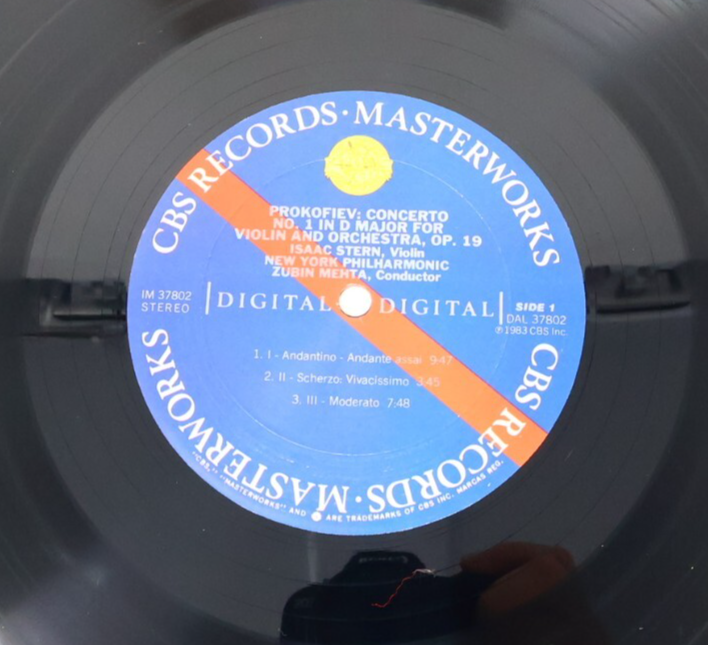 CBS RECORDS · MASTERWORKS
PROKOFIEV: CONCERTO
NO. 1 IN D MAJOR FOR
VIOLIN AND ORCHESTRA, OP. 19
ISAAC STERN, Violin
NEW YORK PHILHARMONIC
ZUBIN MEHTA, Conductor
IM 37802
STEREO
DIGITAL DIGITAL
SIDE 1
DAL 37802
℗1983 CBS Inc.
1. I - Andantino - Andante assai 9:47
2. II - Scherzo: Vivacissimo 3:45
3. III - Moderato 7:48
CBS RECORDS · MASTERWORKS
"CBS," "MASTERWORKS" AND ARE TRADEMARKS OF CBS INC. MARCAS REG.